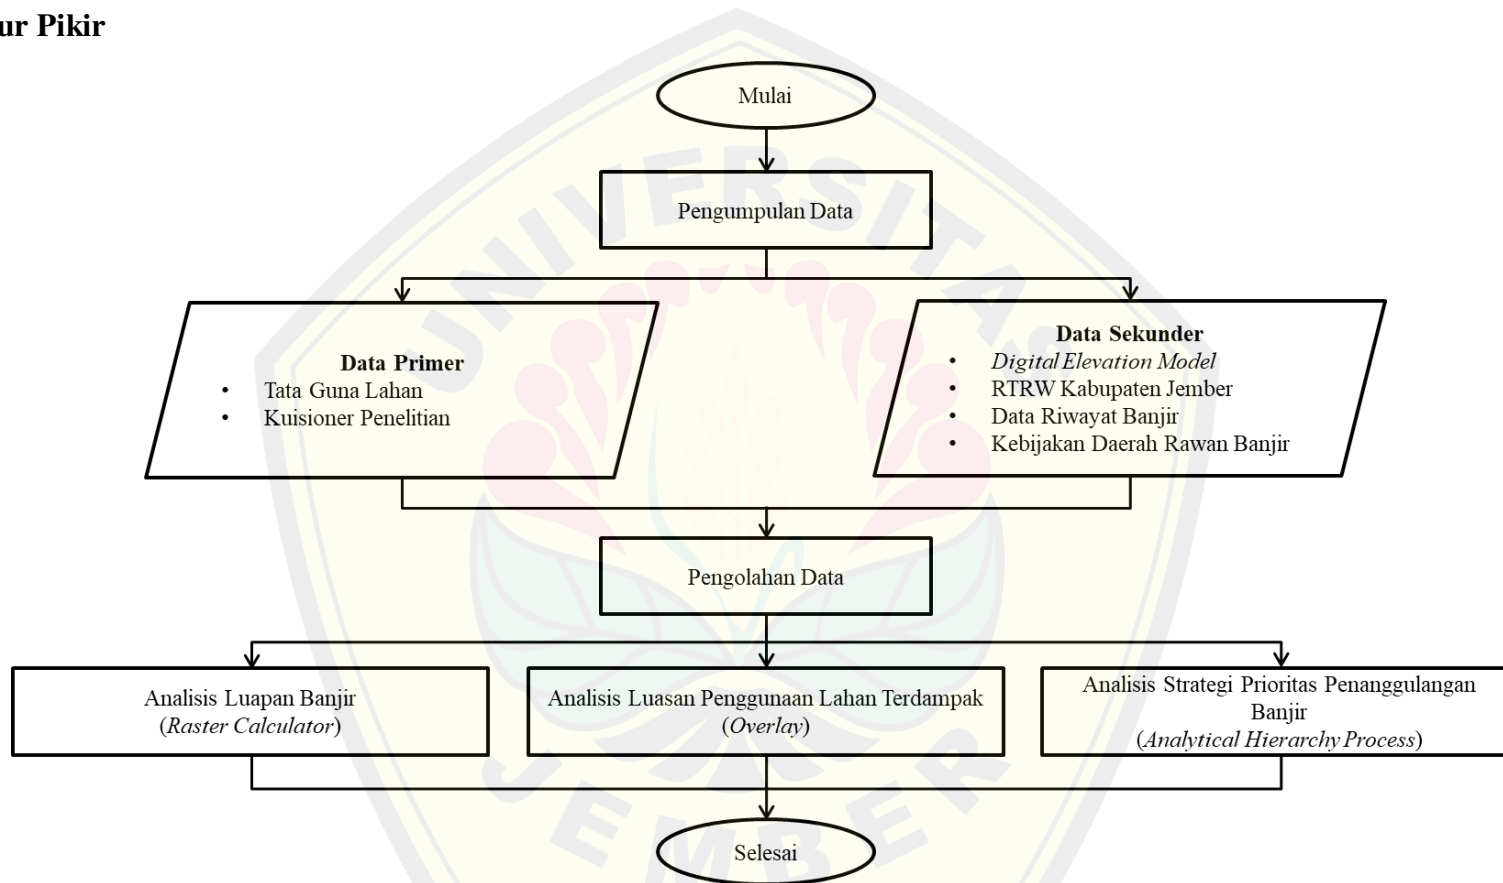 ur Pikir
Mulai
Pengumpulan Data
Data Primer
• Tata Guna Lahan
• Kuisioner Penelitian
Data Sekunder
• Digital Elevation Model
• RTRW Kabupaten Jember
• Data Riwayat Banjir
• Kebijakan Daerah Rawan Banjir
Pengolahan Data
Analisis Luapan Banjir
(Raster Calculator)
Analisis Luasan Penggunaan Lahan Terdampak
(Overlay)
Analisis Strategi Prioritas Penanggulangan
Banjir
(Analytical Hierarchy Process)
Selesai
UNIVERSITAS
JEMBER